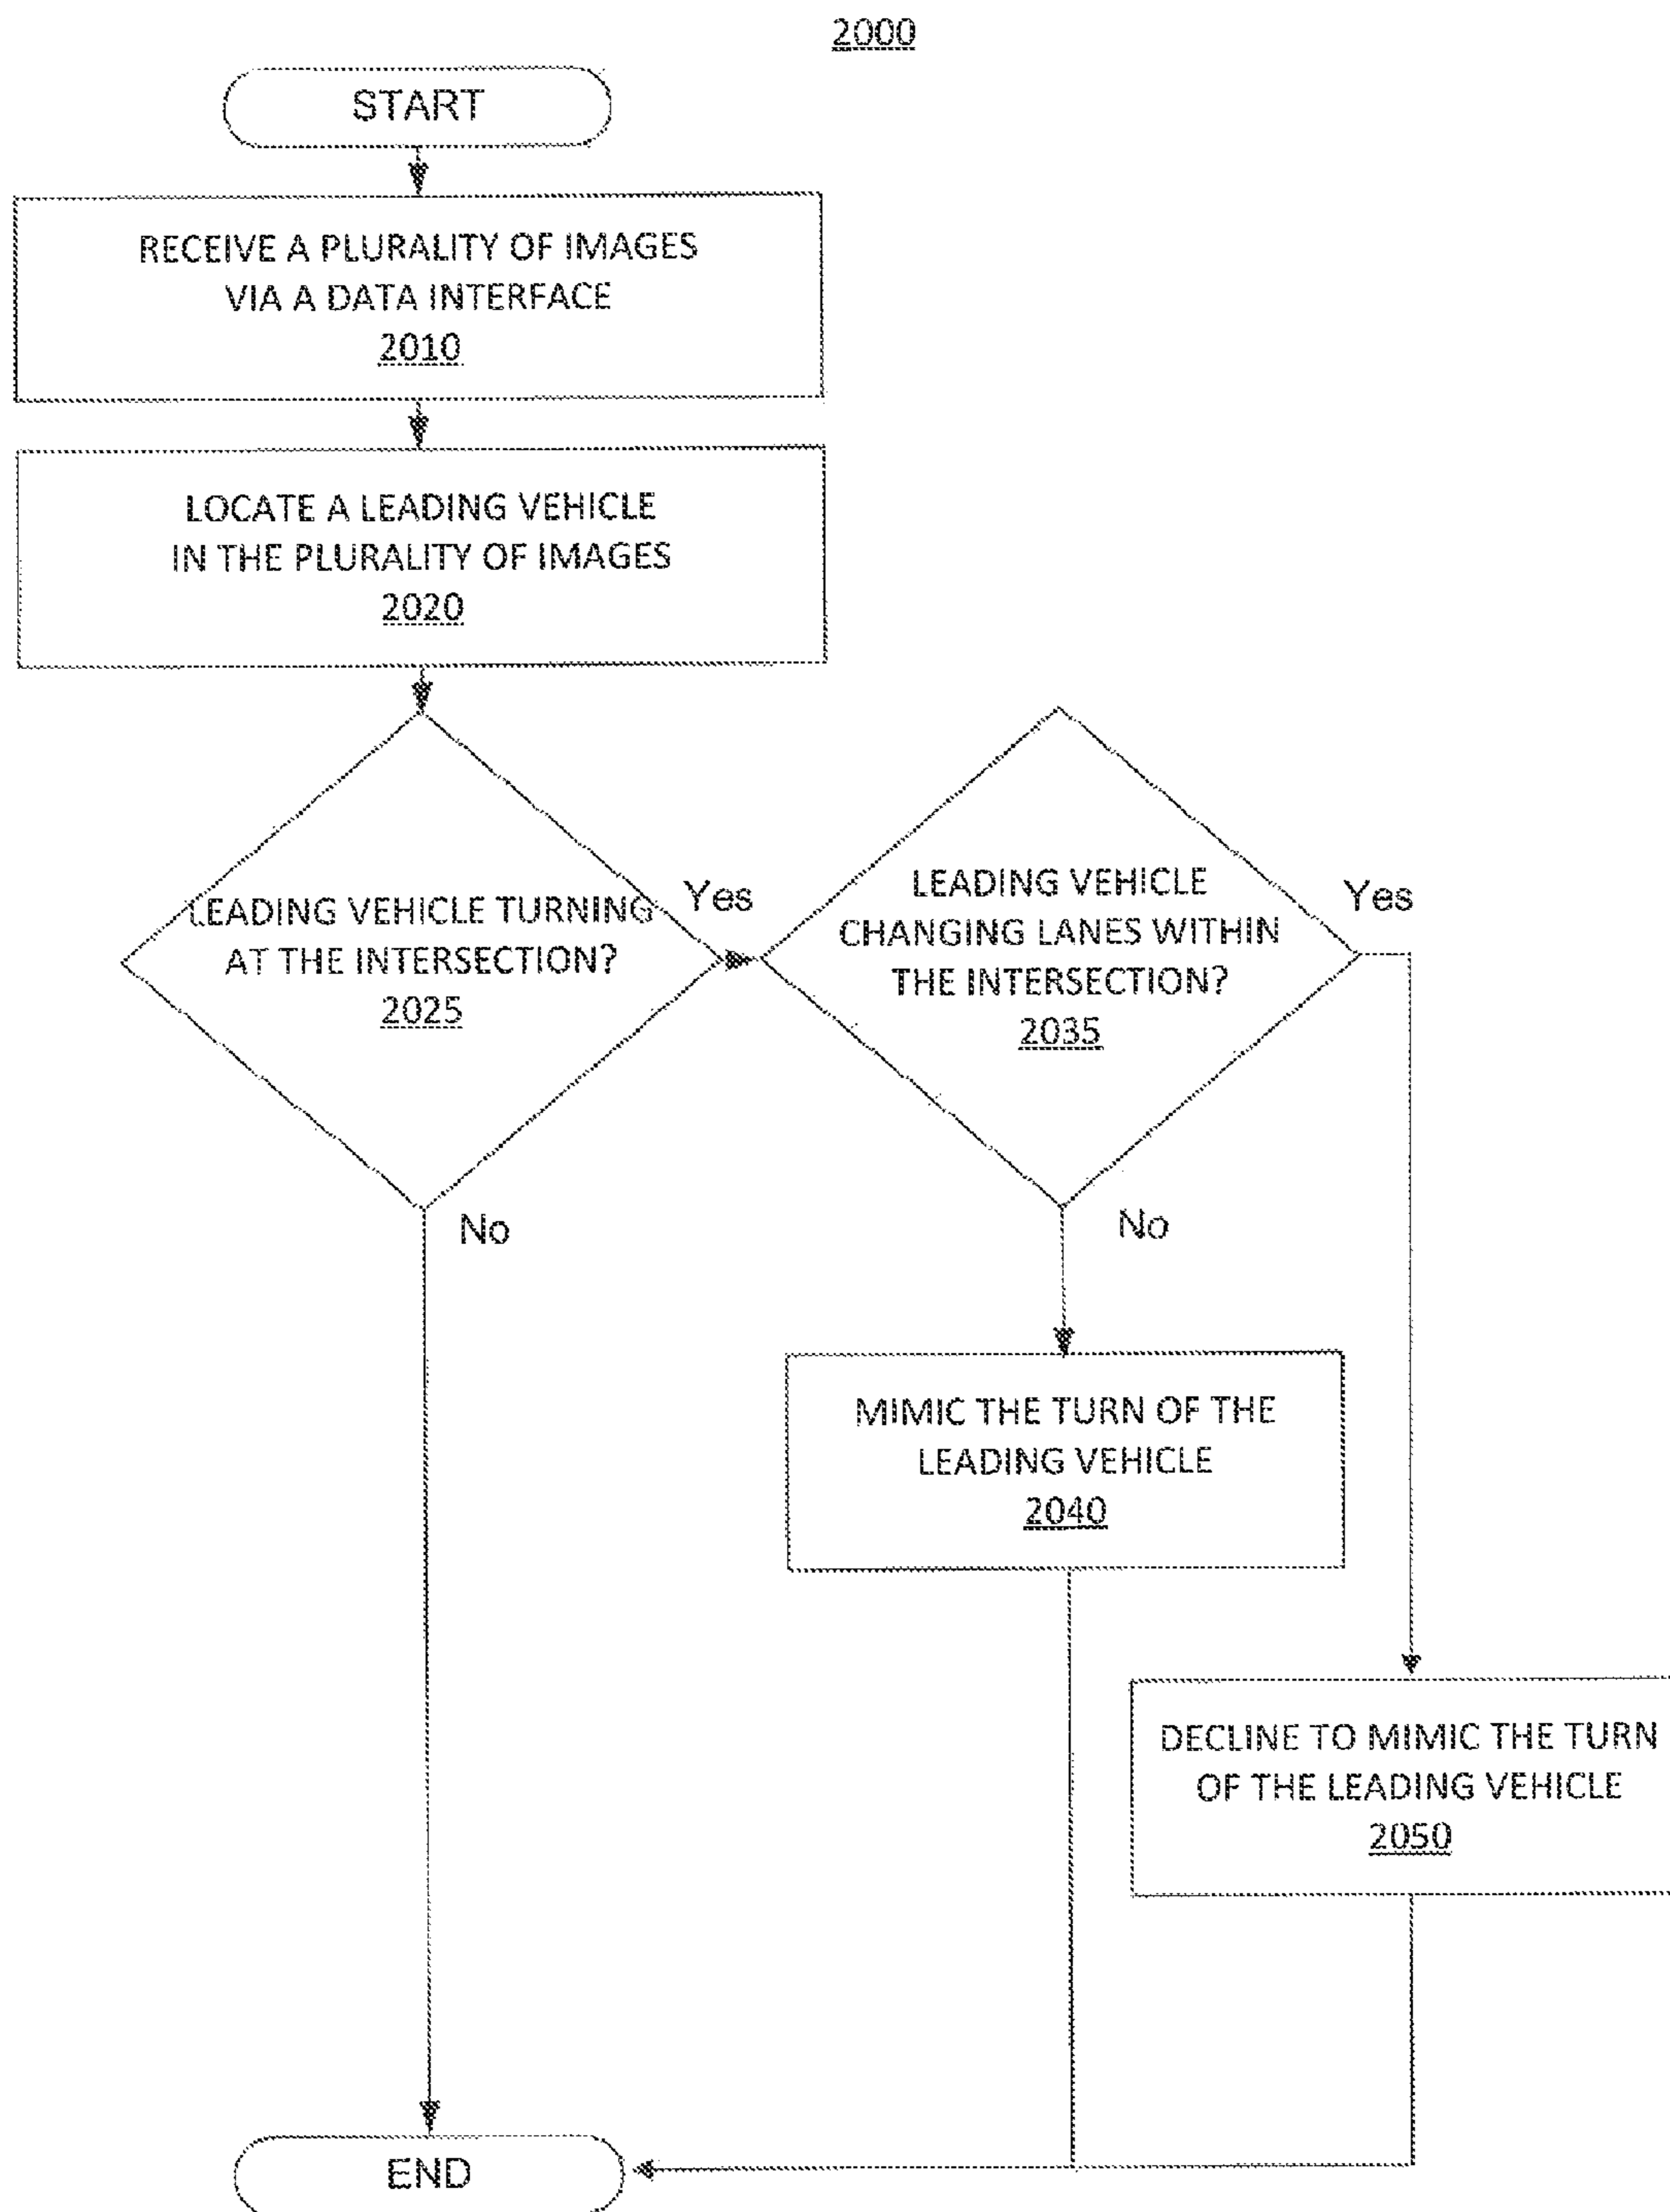 2000
START
RECEIVE A PLURALITY OF IMAGES
VIA A DATA INTERFACE
2010
LOCATE A LEADING VEHICLE
IN THE PLURALITY OF IMAGES
2020
LEADING VEHICLE TURNING
AT THE INTERSECTION?
2025
Yes
No
LEADING VEHICLE
CHANGING LANES WITHIN
THE INTERSECTION?
2035
Yes
No
MIMIC THE TURN OF THE
LEADING VEHICLE
2040
DECLINE TO MIMIC THE TURN
OF THE LEADING VEHICLE
2050
END